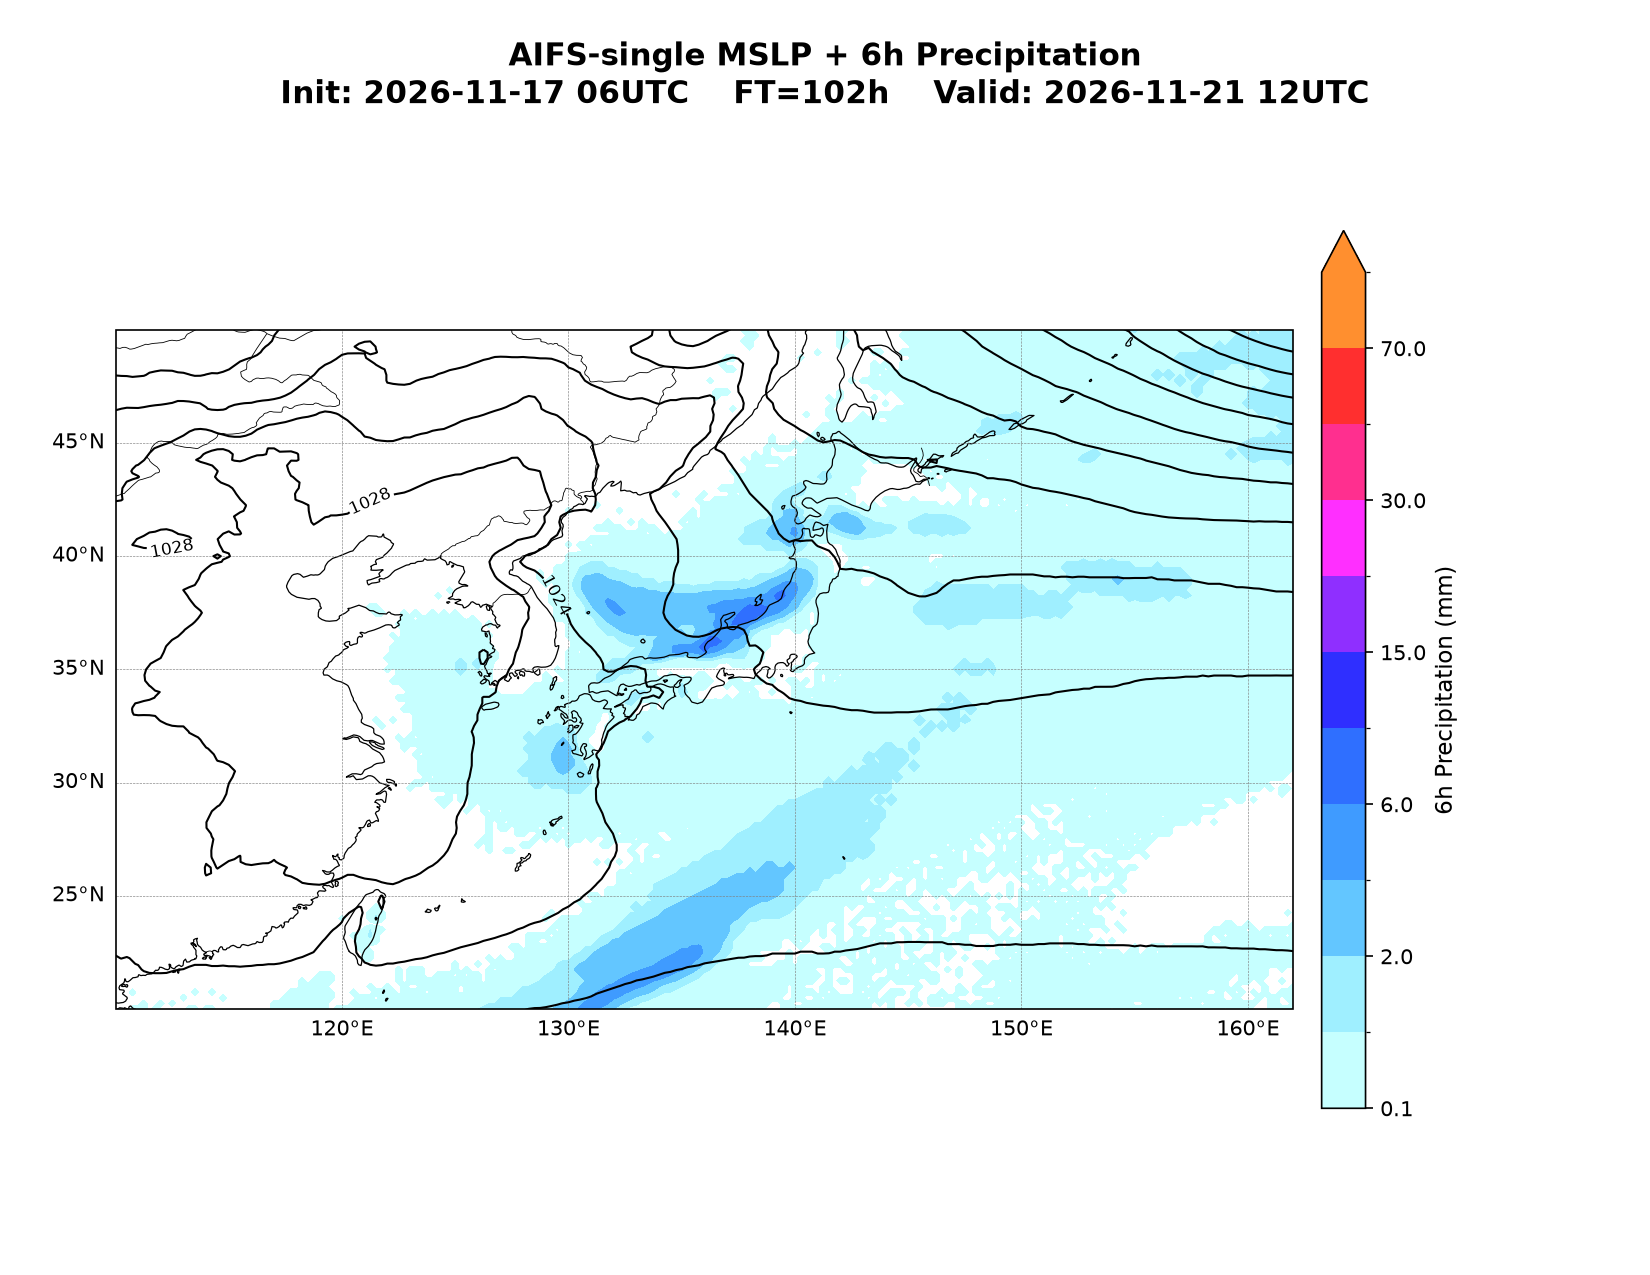 AIFS-single MSLP + 6h Precipitation
Init: 2026-11-17 06UTC    FT=102h    Valid: 2026-11-21 12UTC
70.0
30.0
15.0
6.0
2.0
0.1
6h Precipitation (mm)
45°N
40°N
35°N
30°N
25°N
1028
1028
1024
120°E
130°E
140°E
150°E
160°E